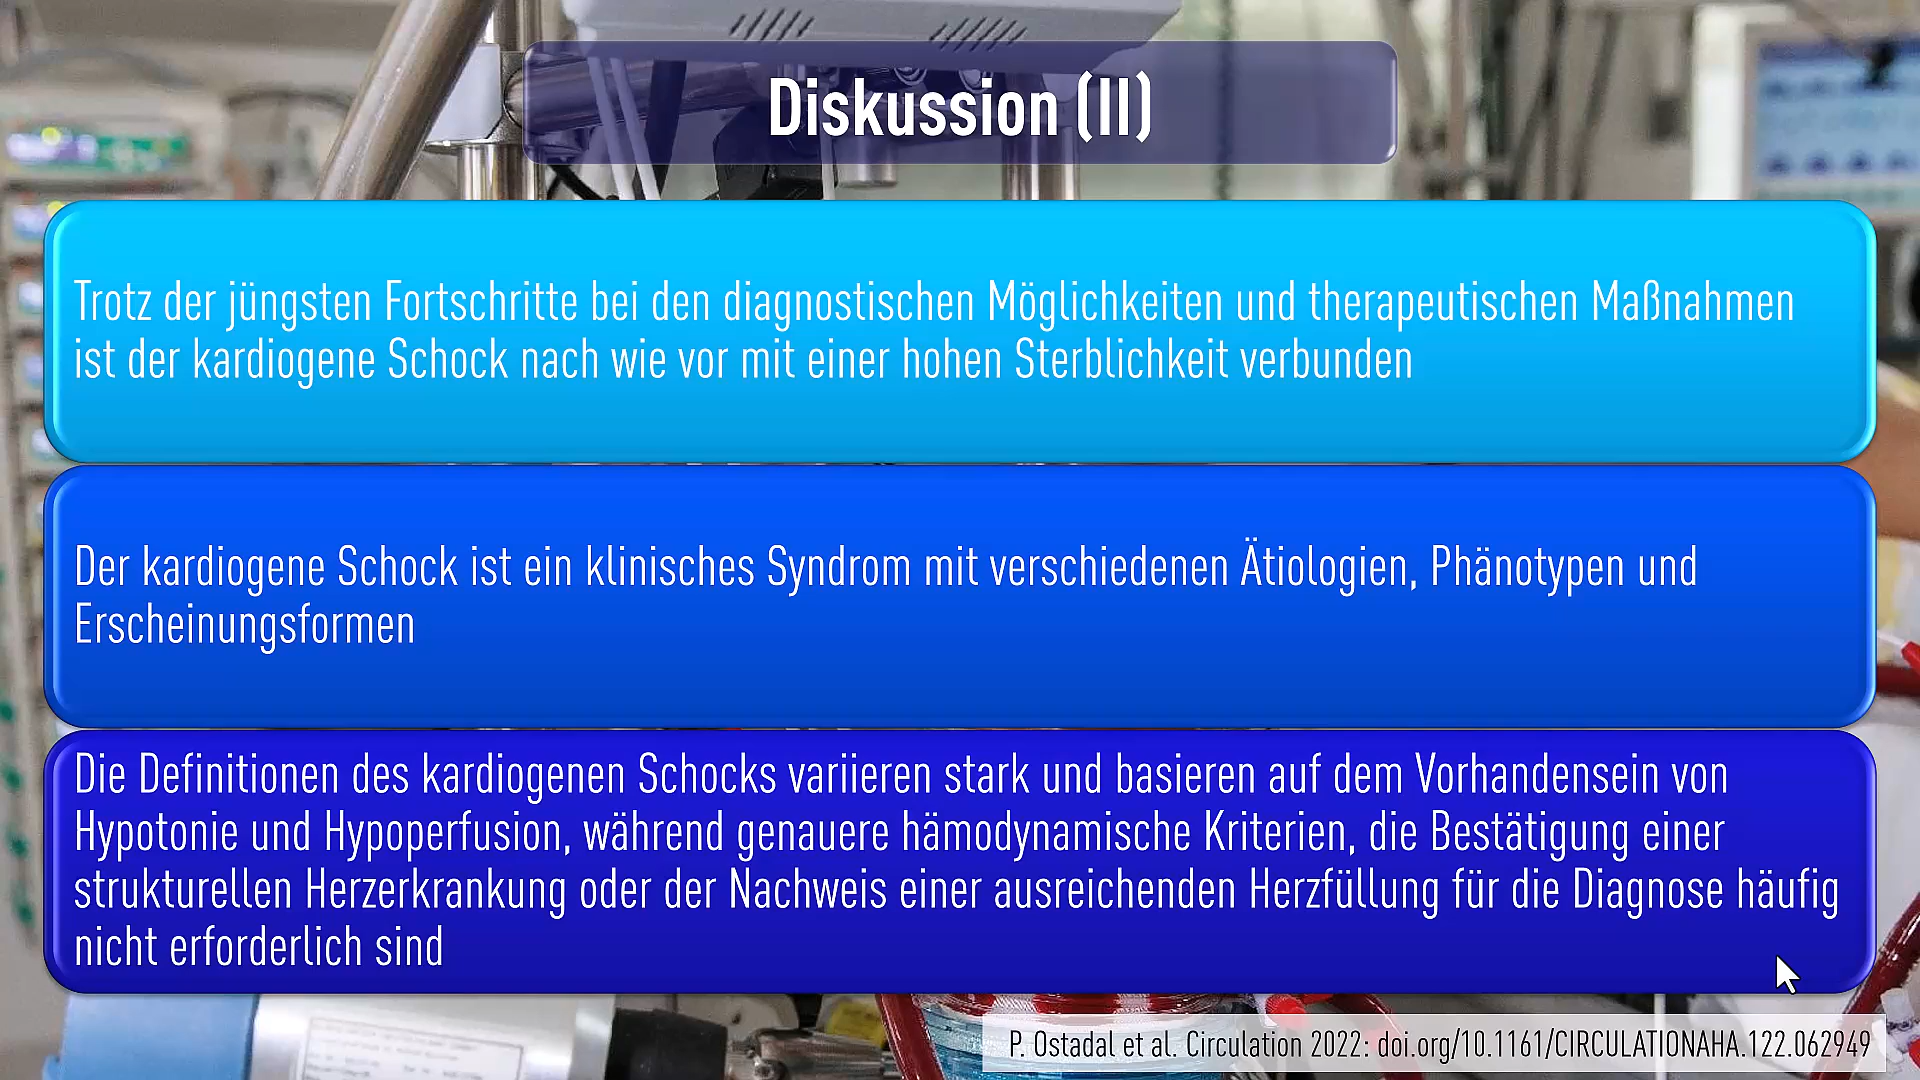 Diskussion (II)
Trotz der jüngsten Fortschritte bei den diagnostischen Möglichkeiten und therapeutischen Maßnahmen
ist der kardiogene Schock nach wie vor mit einer hohen Sterblichkeit verbunden
Der kardiogene Schock ist ein klinisches Syndrom mit verschiedenen Ätiologien, Phänotypen und
Erscheinungsformen
Die Definitionen des kardiogenen Schocks variieren stark und basieren auf dem Vorhandensein von
Hypotonie und Hypoperfusion, während genauere hämodynamische Kriterien, die Bestätigung einer
strukturellen Herzerkrankung oder der Nachweis einer ausreichenden Herzfüllung für die Diagnose häufig
nicht erforderlich sind
P. Ostadal et al. Circulation 2022: doi.org/10.1161/CIRCULATIONAHA.122.062949